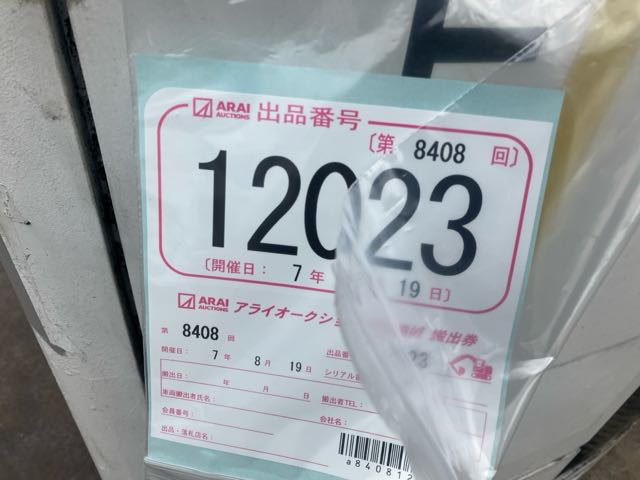 ARAI AUCTIONS 出品番号
〔第 8408 回〕
12023
〔開催日： 7 年 19 日〕
ARAI AUCTIONS アライオークショ 搬出券
第 8408 回
開催日： 7 年 8 月 19 日 出品番 23
シリアル
搬出日： 年 月 日 搬出者TEL：
車両搬出者氏名：
会員番号： 会社名：
出品・落札店名：
a840812